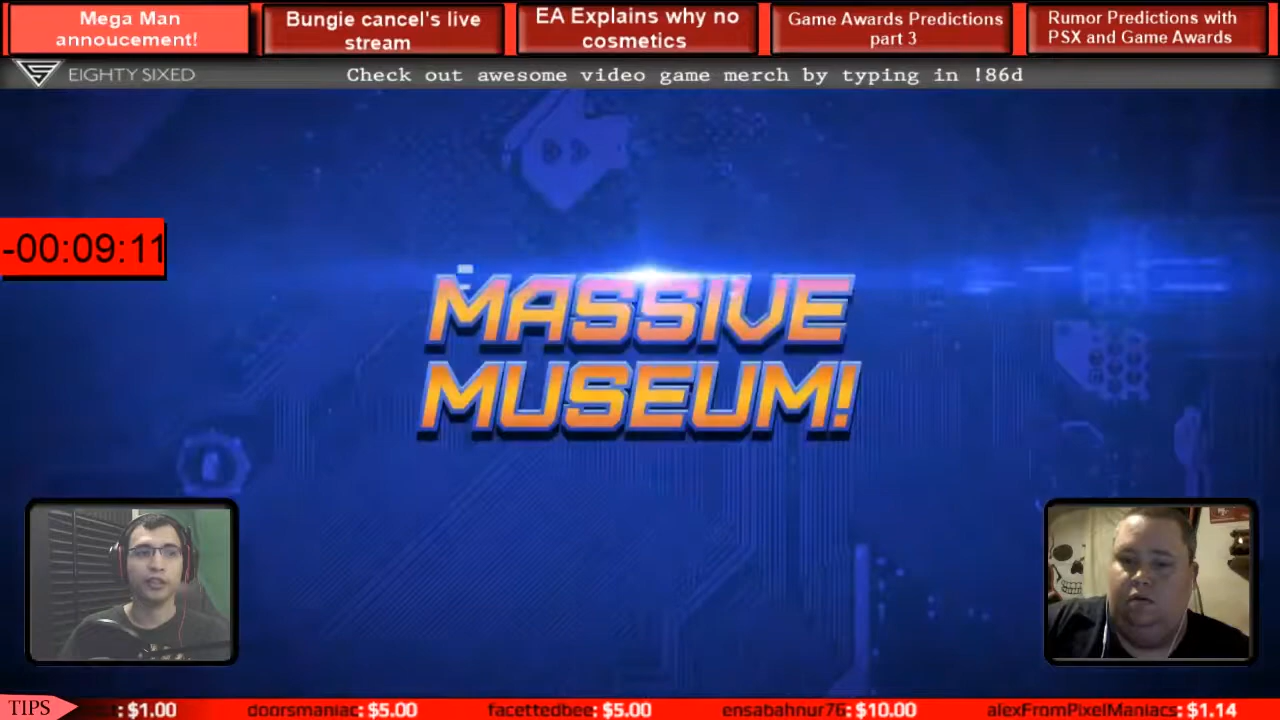 Mega Man
annoucement!
Bungie cancel's live
stream
EA Explains why no
cosmetics
Game Awards Predictions
part 3
Rumor Predictions with
PSX and Game Awards
EIGHTY SIXED
Check out awesome video game merch by typing in !86d
-00:09:11
MASSIVE
MUSEUM!
TIPS : $1.00 doorsmaniac: $5.00 facettedbee: $5.00 ensabahnur76: $10.00 alexFromPixelManiacs: $1.14